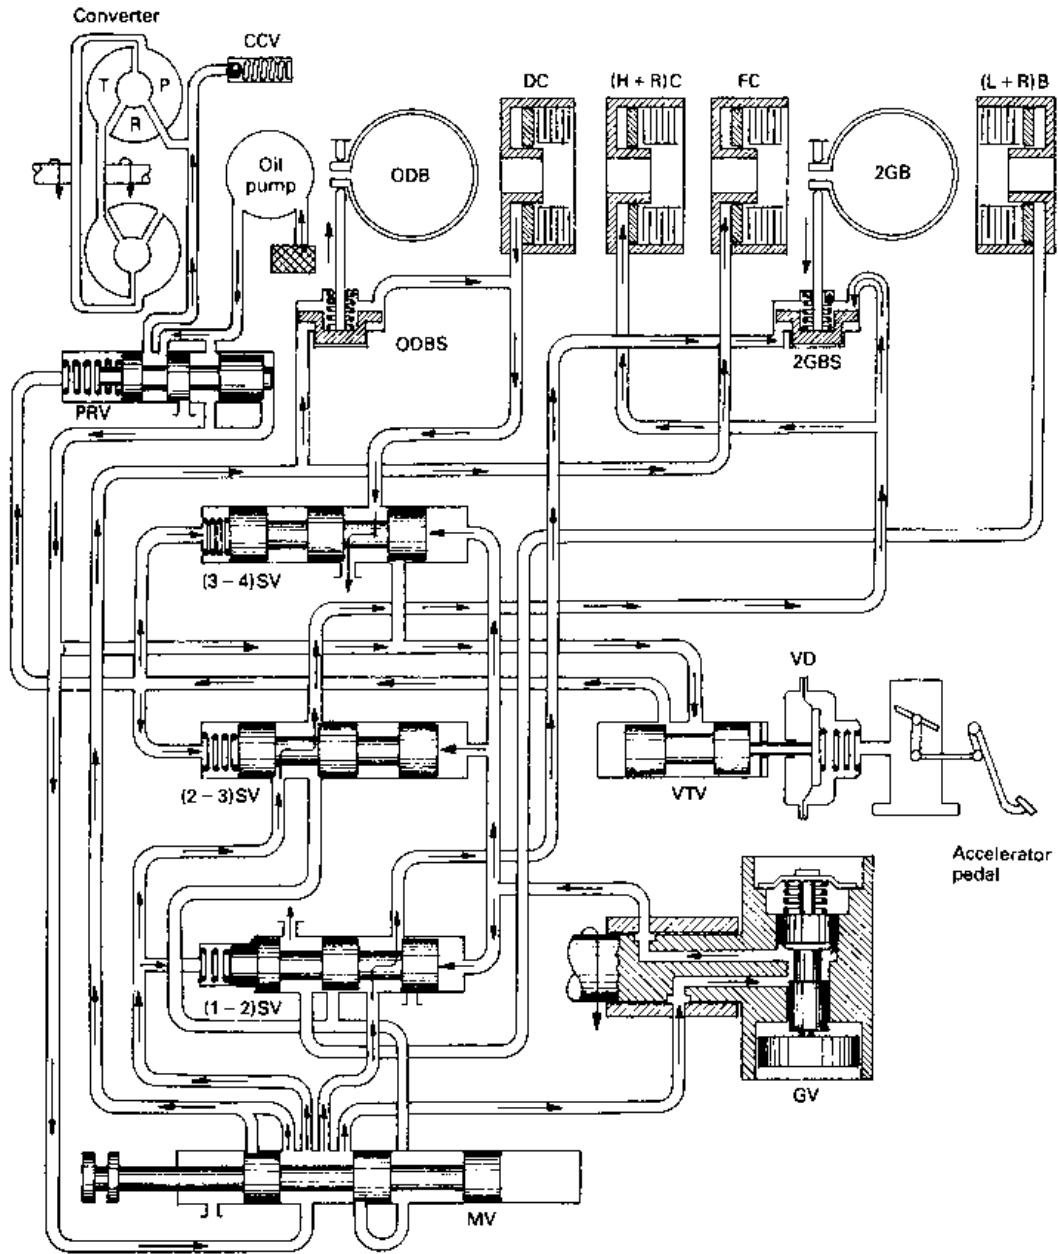 Converter
CCV
T
P
R
Oil
pump
ODB
DC
(H + R)C
FC
2GB
(L + R)B
ODBS
2GBS
PRV
(3 – 4)SV
(2 – 3)SV
VD
VTV
Accelerator
pedal
(1 – 2)SV
GV
MV